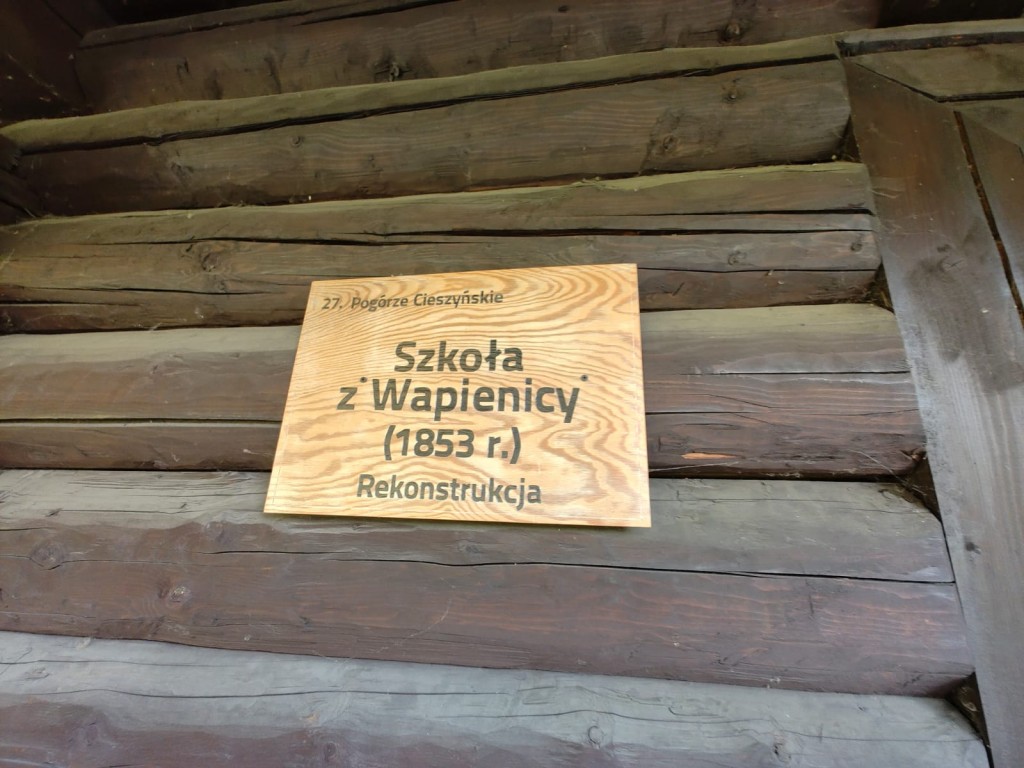 27. Pogórze Cieszyńskie
Szkoła
z Wapienicy
(1853 r.)
Rekonstrukcja